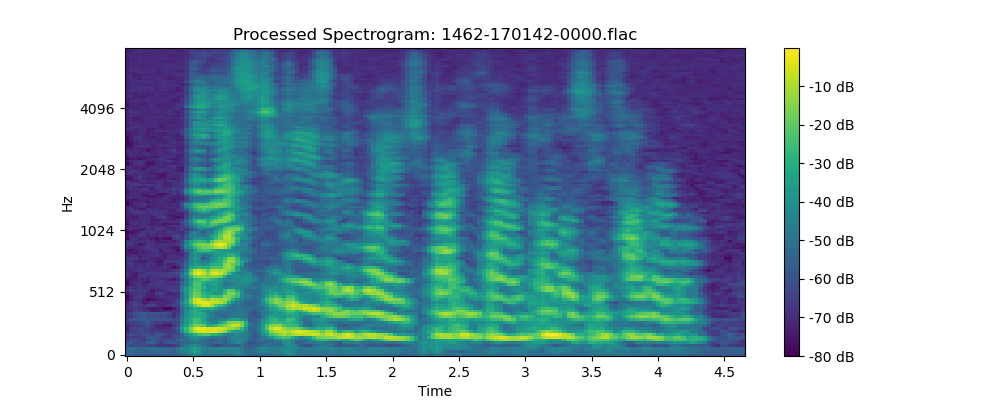 Processed Spectrogram: 1462-170142-0000.flac
Hz
4096
2048
1024
512
0
0 0.5 1 1.5 2 2.5 3 3.5 4 4.5
Time
-10 dB
-20 dB
-30 dB
-40 dB
-50 dB
-60 dB
-70 dB
-80 dB